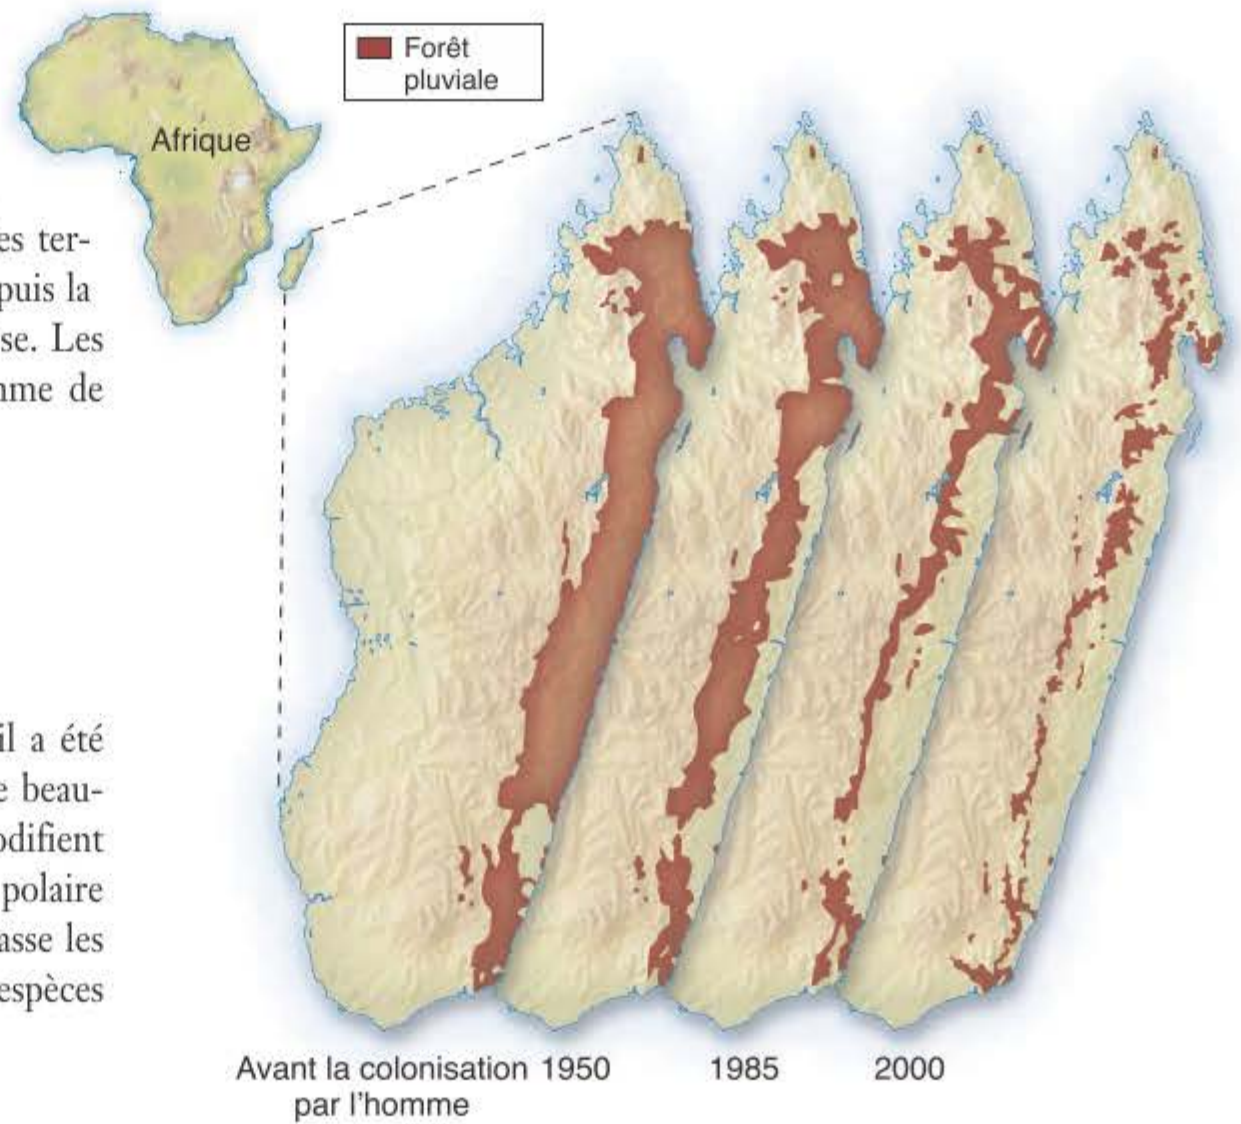 Forêt
pluviale
Afrique
es ter-
puis la
se. Les
me de
il a été
e beau-
odifient
polaire
asse les
espèces
Avant la colonisation 1950 1985 2000
par l'homme